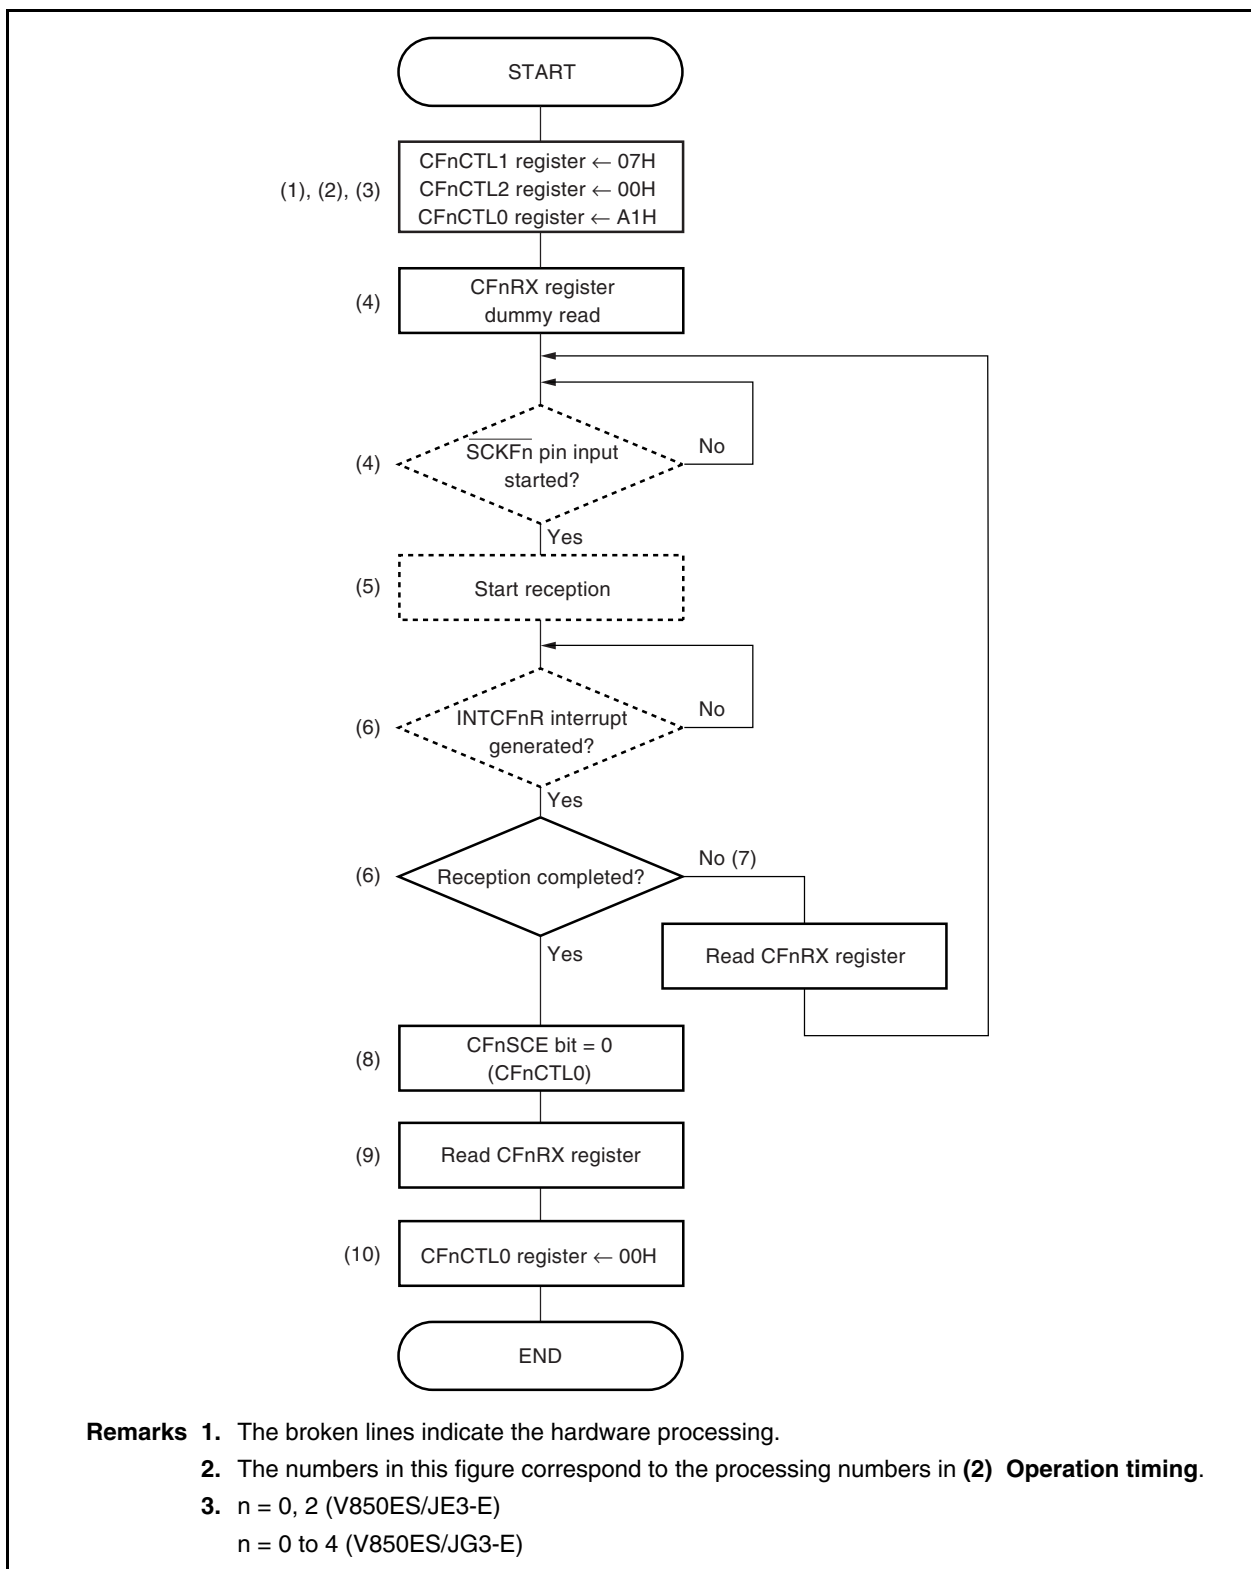 START
(1), (2), (3)
CFnCTL1 register ← 07H
CFnCTL2 register ← 00H
CFnCTL0 register ← A1H
(4)
CFnRX register
dummy read
(4)
SCKFn pin input
started?
No
Yes
(5)
Start reception
(6)
INTCFnR interrupt
generated?
No
Yes
(6)
Reception completed?
No (7)
Yes
Read CFnRX register
(8)
CFnSCE bit = 0
(CFnCTL0)
(9)
Read CFnRX register
(10)
CFnCTL0 register ← 00H
END
Remarks 1. The broken lines indicate the hardware processing.
2. The numbers in this figure correspond to the processing numbers in (2) Operation timing.
3. n = 0, 2 (V850ES/JE3-E)
n = 0 to 4 (V850ES/JG3-E)